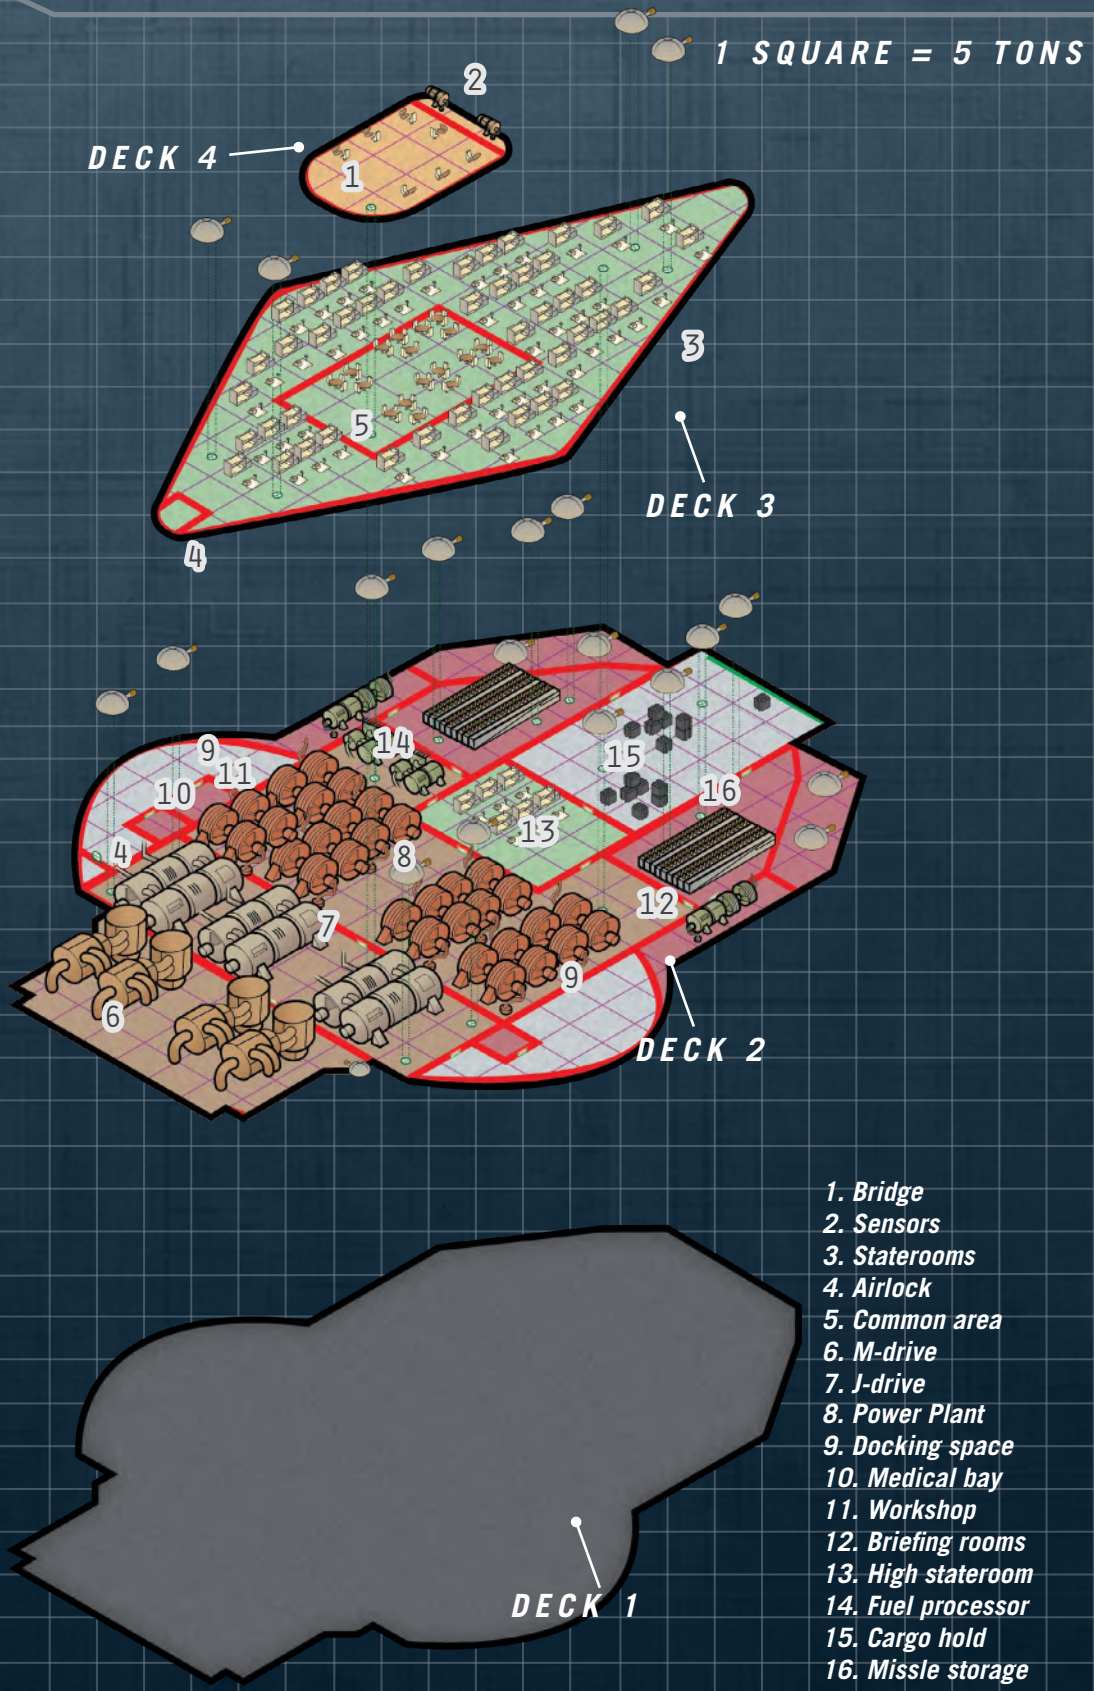 1 SQUARE = 5 TONS
2
DECK 4
1
3
5
DECK 3
4
9
14
11
15
10
16
13
4
8
12
7
9
6
DECK 2
1. Bridge
2. Sensors
3. Staterooms
4. Airlock
5. Common area
6. M-drive
7. J-drive
8. Power Plant
9. Docking space
10. Medical bay
11. Workshop
12. Briefing rooms
13. High stateroom
14. Fuel processor
15. Cargo hold
16. Missle storage
DECK 1